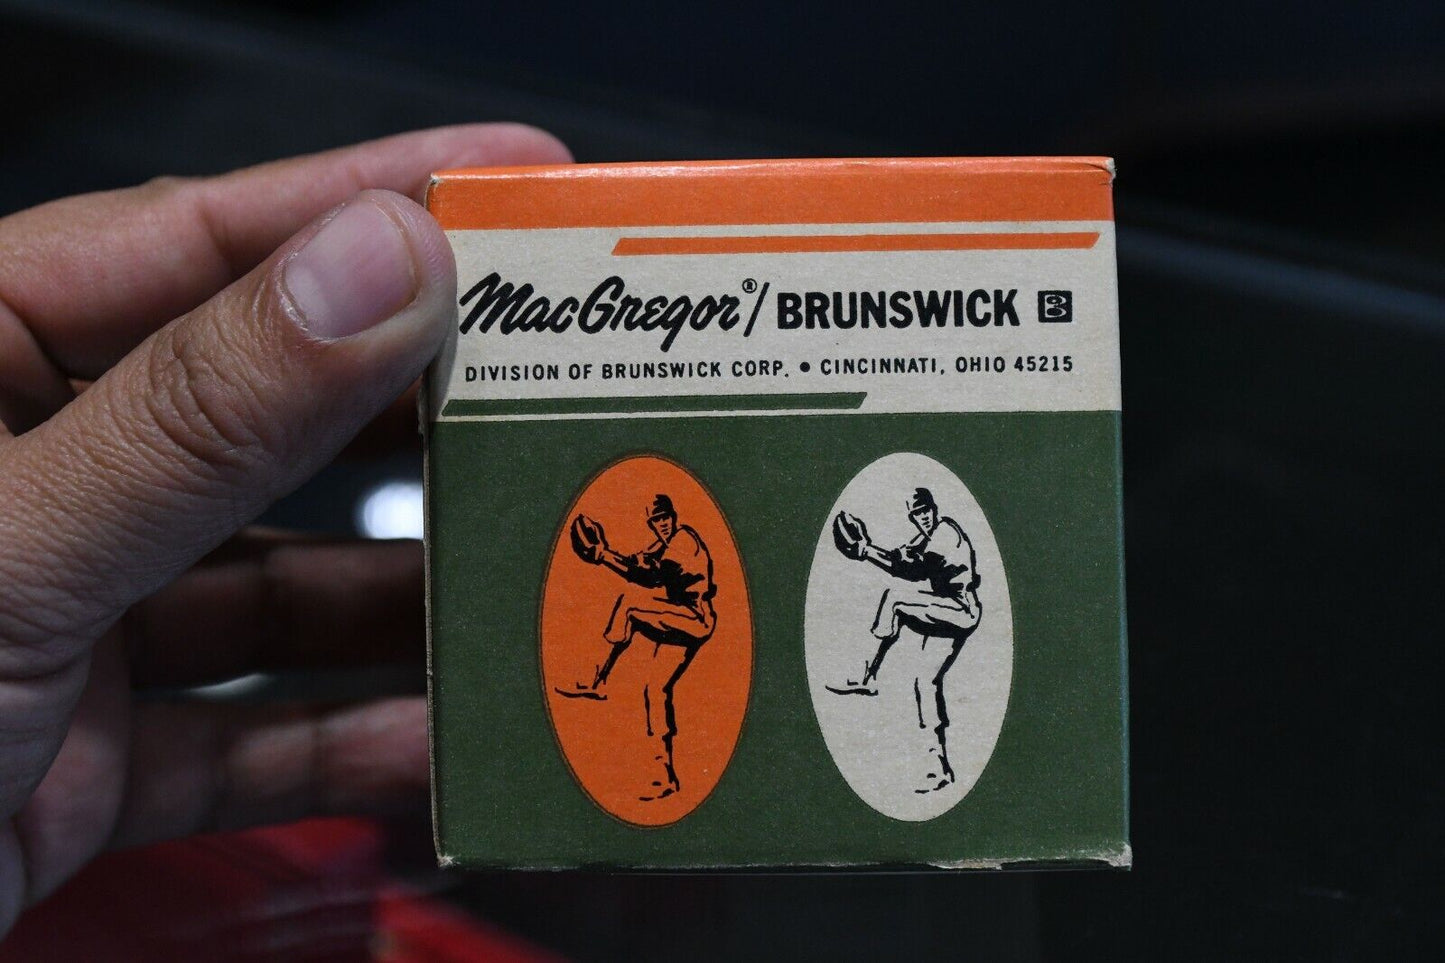 MacGregor®/BRUNSWICK B
DIVISION OF BRUNSWICK CORP. • CINCINNATI, OHIO 45215